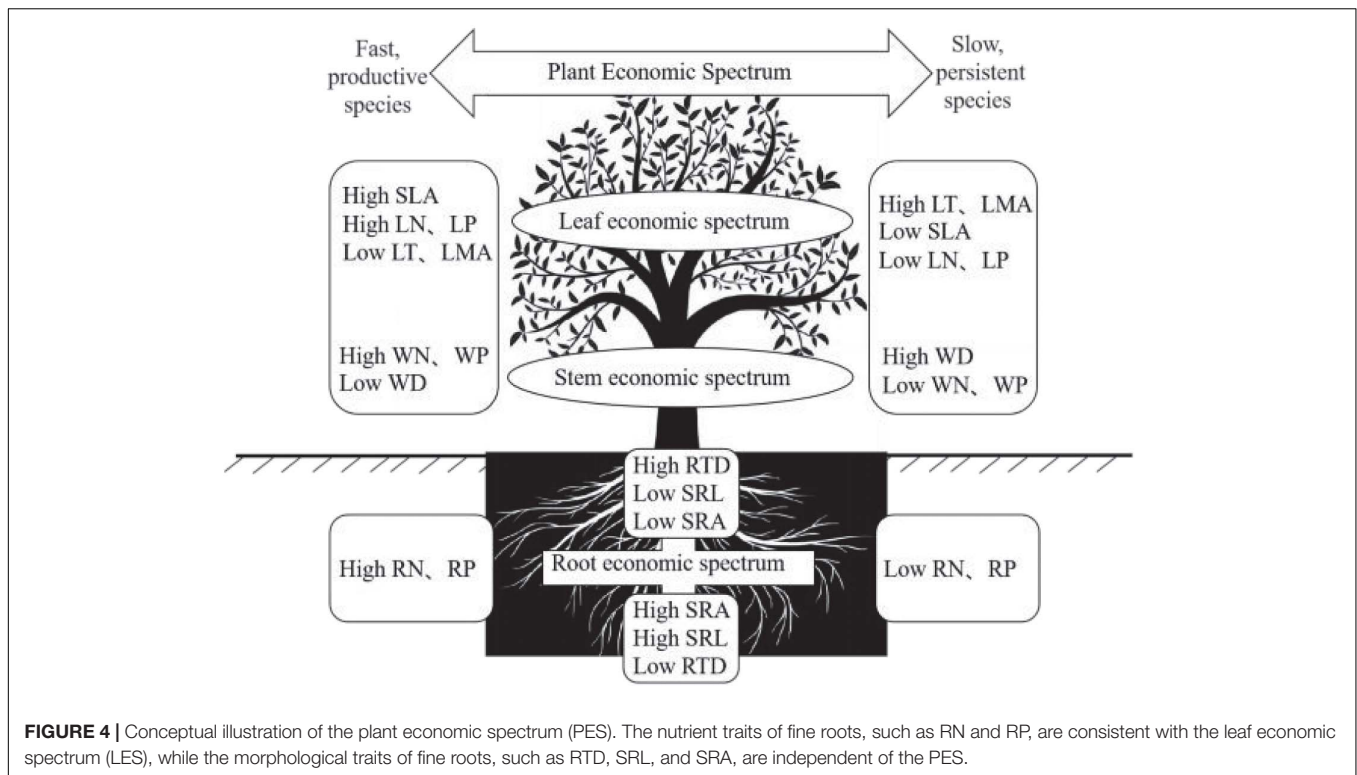 Fast,
productive
species
Plant Economic Spectrum
Slow,
persistent
species
High SLA
High LN、LP
Low LT、LMA
High WN、WP
Low WD
Leaf economic spectrum
Stem economic spectrum
High LT、LMA
Low SLA
Low LN、LP
High WD
Low WN、WP
High RTD
Low SRL
Low SRA
High RN、RP
Root economic spectrum
Low RN、RP
High SRA
High SRL
Low RTD
FIGURE 4 | Conceptual illustration of the plant economic spectrum (PES). The nutrient traits of fine roots, such as RN and RP, are consistent with the leaf economic
spectrum (LES), while the morphological traits of fine roots, such as RTD, SRL, and SRA, are independent of the PES.